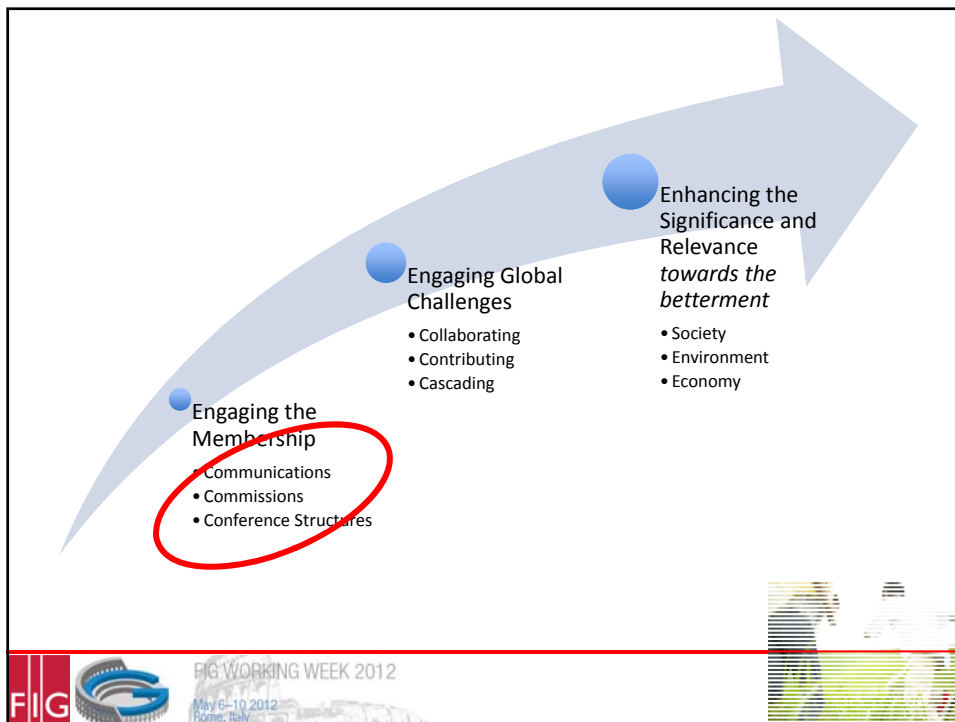 Enhancing the
Significance and
Relevance
towards the
betterment
• Society
• Environment
• Economy
Engaging Global
Challenges
• Collaborating
• Contributing
• Cascading
Engaging the
Membership
• Communications
• Commissions
• Conference Structures
FIG
FIG WORKING WEEK 2012
May 6–10 2012
Rome, Italy